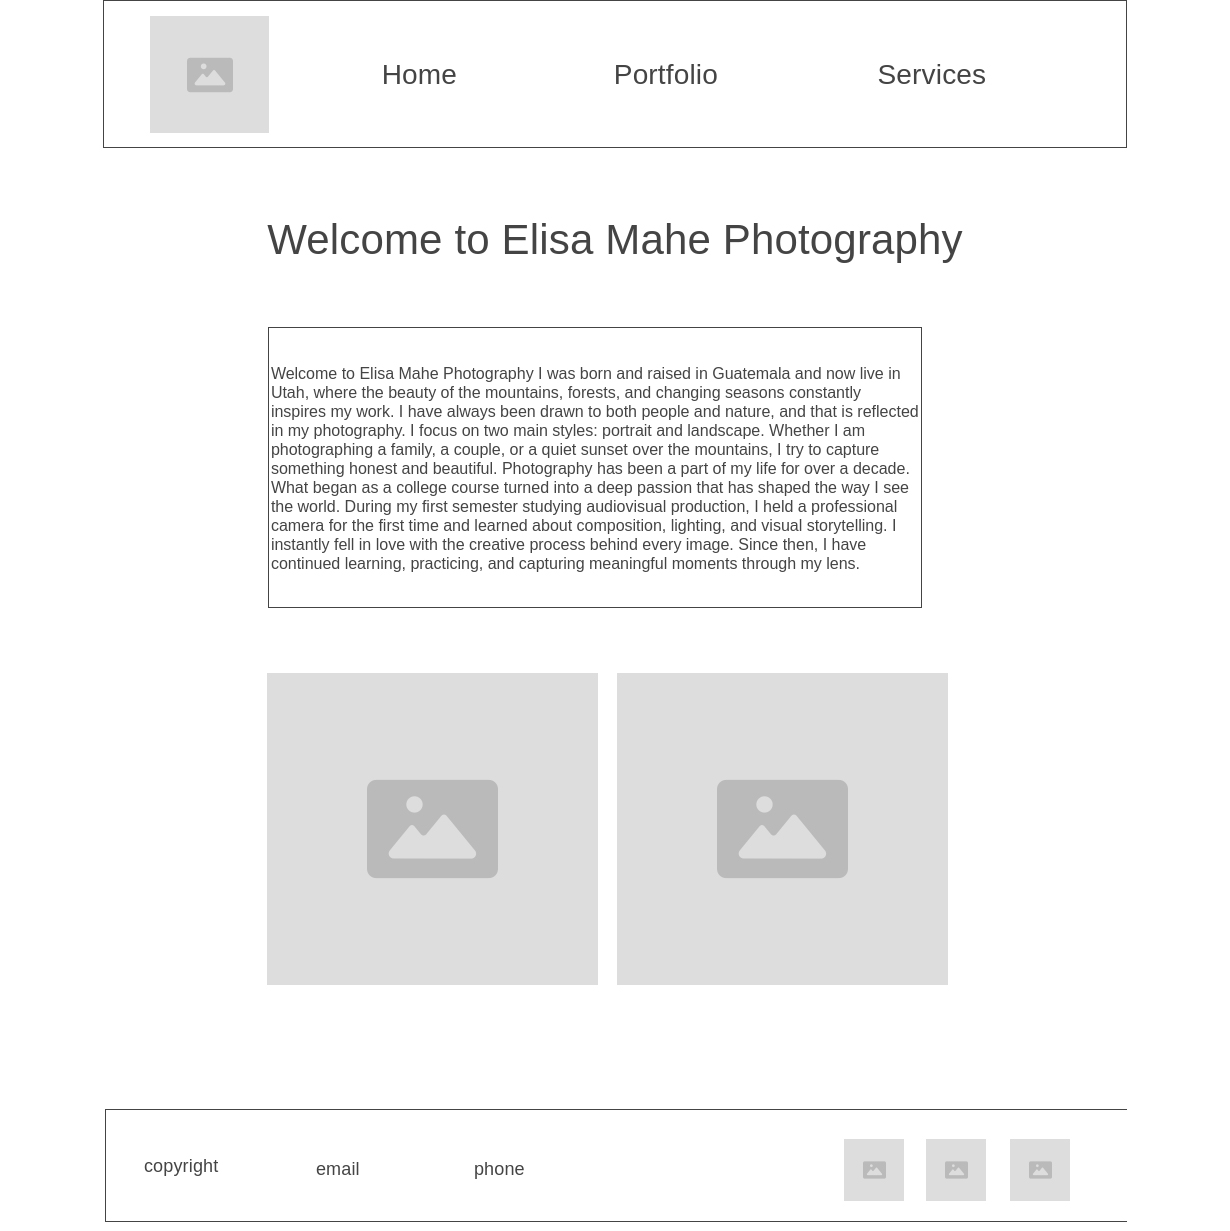 Home Portfolio Services
Welcome to Elisa Mahe Photography
Welcome to Elisa Mahe Photography I was born and raised in Guatemala and now live in
Utah, where the beauty of the mountains, forests, and changing seasons constantly
inspires my work. I have always been drawn to both people and nature, and that is reflected
in my photography. I focus on two main styles: portrait and landscape. Whether I am
photographing a family, a couple, or a quiet sunset over the mountains, I try to capture
something honest and beautiful. Photography has been a part of my life for over a decade.
What began as a college course turned into a deep passion that has shaped the way I see
the world. During my first semester studying audiovisual production, I held a professional
camera for the first time and learned about composition, lighting, and visual storytelling. I
instantly fell in love with the creative process behind every image. Since then, I have
continued learning, practicing, and capturing meaningful moments through my lens.
copyright email phone